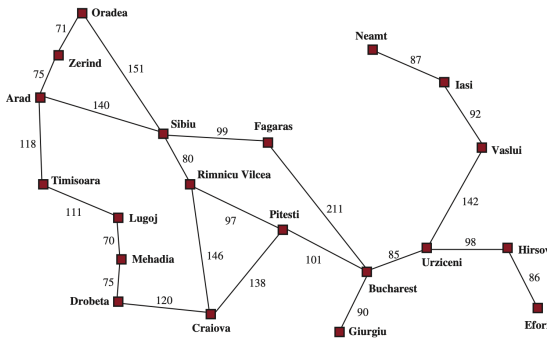 Oradea
71
Neamt
Zerind
87
151
75
Iasi
Arad
140
92
Sibiu
Fagaras
99
118
Vaslui
80
Rimnicu Vilcea
Timisoara
142
111
211
Pitesti
Lugoj
97
98
Hirsov
85
70
146
101
Urziceni
Mehadia
138
86
Bucharest
75
120
90
Drobeta
Craiova
Giurgiu
Efori